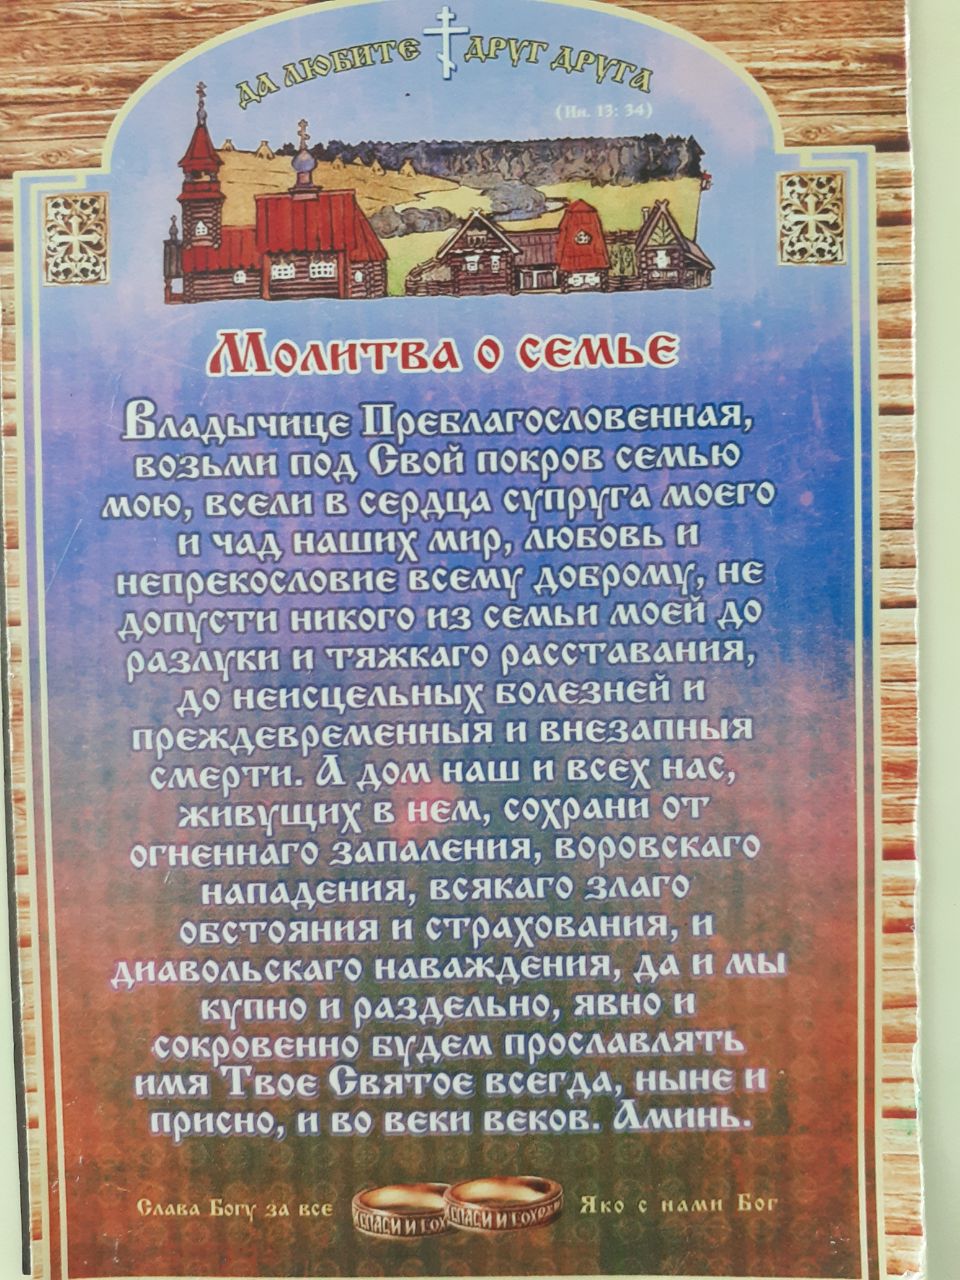 ДА ЛЮБИТЕ ДРУГ ДРУГА
(Ин. 13: 34)
Молитва о семье
Владычице Преблагословенная,
возьми под Свой покров семью
мою, всели в сердца супруга моего
и чад наших мир, любовь и
непрекословие всему доброму, не
допусти никого из семьи моей до
разлуки и тяжкаго расставания,
до неисцельных болезней и
преждевременныя и внезапныя
смерти. А дом наш и всех нас,
живущих в нем, сохрани от
огненнаго запаления, воровскаго
нападения, всякаго злаго
обстояния и страхования, и
диавольскаго наваждения, да и мы
купно и раздельно, явно и
сокровенно будем прославлять
имя Твое Святое всегда, ныне и
присно, и во веки веков. Аминь.
Слава Богу за все
СПАСИ И СОХР
СПАСИ И СОХРА
Яко с нами Бог